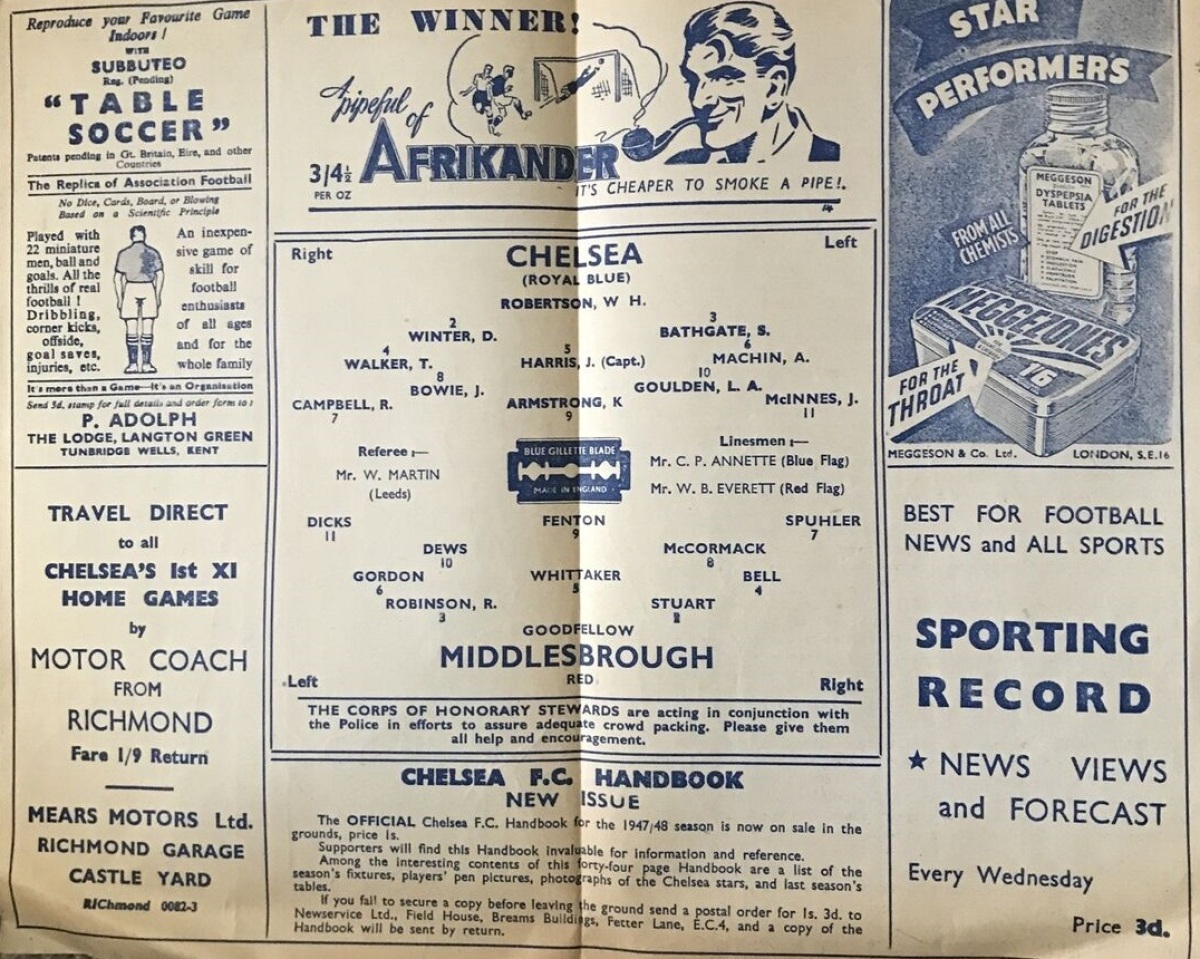 Reproduce your Favourite Game
Indoors !
WITH
SUBBUTEO
Reg. (Pending)
"TABLE
SOCCER"
Patents pending in Gt. Britain, Eire, and other
Countries
The Replica of Association Football
No Dice, Cards, Board, or Blowing
Based on a Scientific Principle
Played with
22 miniature
men, ball and
goals. All the
thrills of real
football !
Dribbling,
corner kicks,
offside,
goal saves,
injuries, etc.
An inexpen-
sive game of
skill for
football
enthusiasts
of all ages
and for the
whole family
It's more than a Game—It's an Organisation
Send 3d. stamp for full details and order form to :
P. ADOLPH
THE LODGE, LANGTON GREEN
TUNBRIDGE WELLS, KENT
TRAVEL DIRECT
to all
CHELSEA'S 1st XI
HOME GAMES
by
MOTOR COACH
FROM
RICHMOND
Fare 1/9 Return
MEARS MOTORS Ltd.
RICHMOND GARAGE
CASTLE YARD
RIChmond 0082-3
THE WINNER!
A pipeful of
AFRIKANDER
3/4½
PER OZ
IT'S CHEAPER TO SMOKE A PIPE!
Right
CHELSEA
Left
(ROYAL BLUE)
ROBERTSON, W H.
2
WINTER, D.
3
BATHGATE, S.
4
WALKER, T.
5
HARRIS, J. (Capt.)
6
MACHIN, A.
8
BOWIE, J.
10
GOULDEN, L. A.
CAMPBELL, R.
7
ARMSTRONG, K
9
McINNES, J.
11
Referee :—
Mr. W. MARTIN
(Leeds)
BLUE GILLETTE BLADE
MADE IN ENGLAND
Linesmen :—
Mr. C. P. ANNETTE (Blue Flag)
Mr. W. B. EVERETT (Red Flag)
DICKS
11
FENTON
9
SPUHLER
7
DEWS
10
McCORMACK
8
GORDON
6
WHITTAKER
5
BELL
4
ROBINSON, R.
3
STUART
2
GOODFELLOW
MIDDLESBROUGH
Left
RED
Right
THE CORPS OF HONORARY STEWARDS are acting in conjunction with
the Police in efforts to assure adequate crowd packing. Please give them
all help and encouragement.
CHELSEA F.C. HANDBOOK
NEW ISSUE
The OFFICIAL Chelsea F.C. Handbook for the 1947/48 season is now on sale in the
grounds, price 1s.
Supporters will find this Handbook invaluable for information and reference.
Among the interesting contents of this forty-four page Handbook are a list of the
season's fixtures, players' pen pictures, photographs of the Chelsea stars, and last season's
tables.
If you fail to secure a copy before leaving the ground send a postal order for 1s. 3d. to
Newservice Ltd., Field House, Breams Buildings, Fetter Lane, E.C.4, and a copy of the
Handbook will be sent by return.
STAR
PERFORMERS
MEGGESON
DYSPEPSIA
TABLETS
FOR THE
DIGESTION
FROM ALL
CHEMISTS
MEGGEZONES
1/6
FOR THE
THROAT
MEGGESON & Co. Ltd. LONDON, S.E.16
BEST FOR FOOTBALL
NEWS and ALL SPORTS
SPORTING
RECORD
★ NEWS VIEWS
and FORECAST
Every Wednesday
Price 3d.